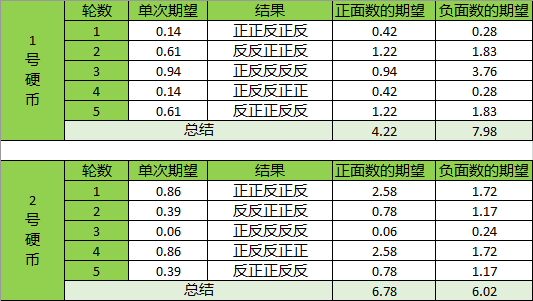 1号硬币
轮数 单次期望 结果 正面数的期望 负面数的期望
1 0.14 正正反正反 0.42 0.28
2 0.61 反反正正反 1.22 1.83
3 0.94 正反反反反 0.94 3.76
4 0.14 正反反正正 0.42 0.28
5 0.61 反正正反反 1.22 1.83
总结 4.22 7.98
2号硬币
轮数 单次期望 结果 正面数的期望 负面数的期望
1 0.86 正正反正反 2.58 1.72
2 0.39 反反正正反 0.78 1.17
3 0.06 正反反反反 0.06 0.24
4 0.86 正反反正正 2.58 1.72
5 0.39 反正正反反 0.78 1.17
总结 6.78 6.02